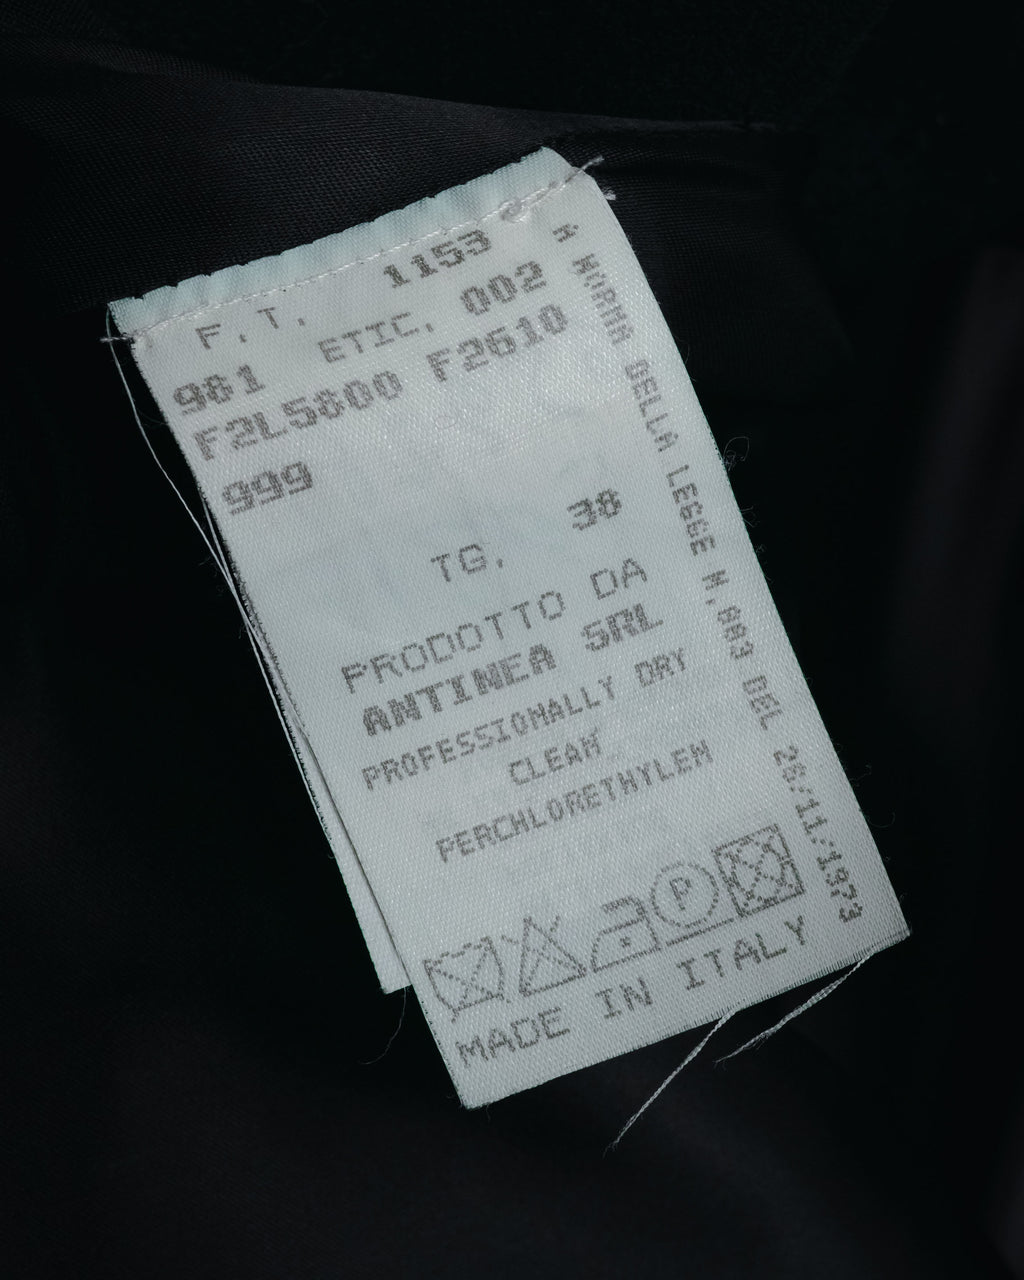 1153
F.T. ETIC. 002
981
F2L5800 F2610
999
38
TG.
PRODOTTO DA
ANTINEA SRL
PROFESSIONALLY DRY
CLEAN
PERCHLORETHYLEN
P
MADE IN ITALY
A NORMA DELLA LEGGE N.883 DEL 26/11/1973